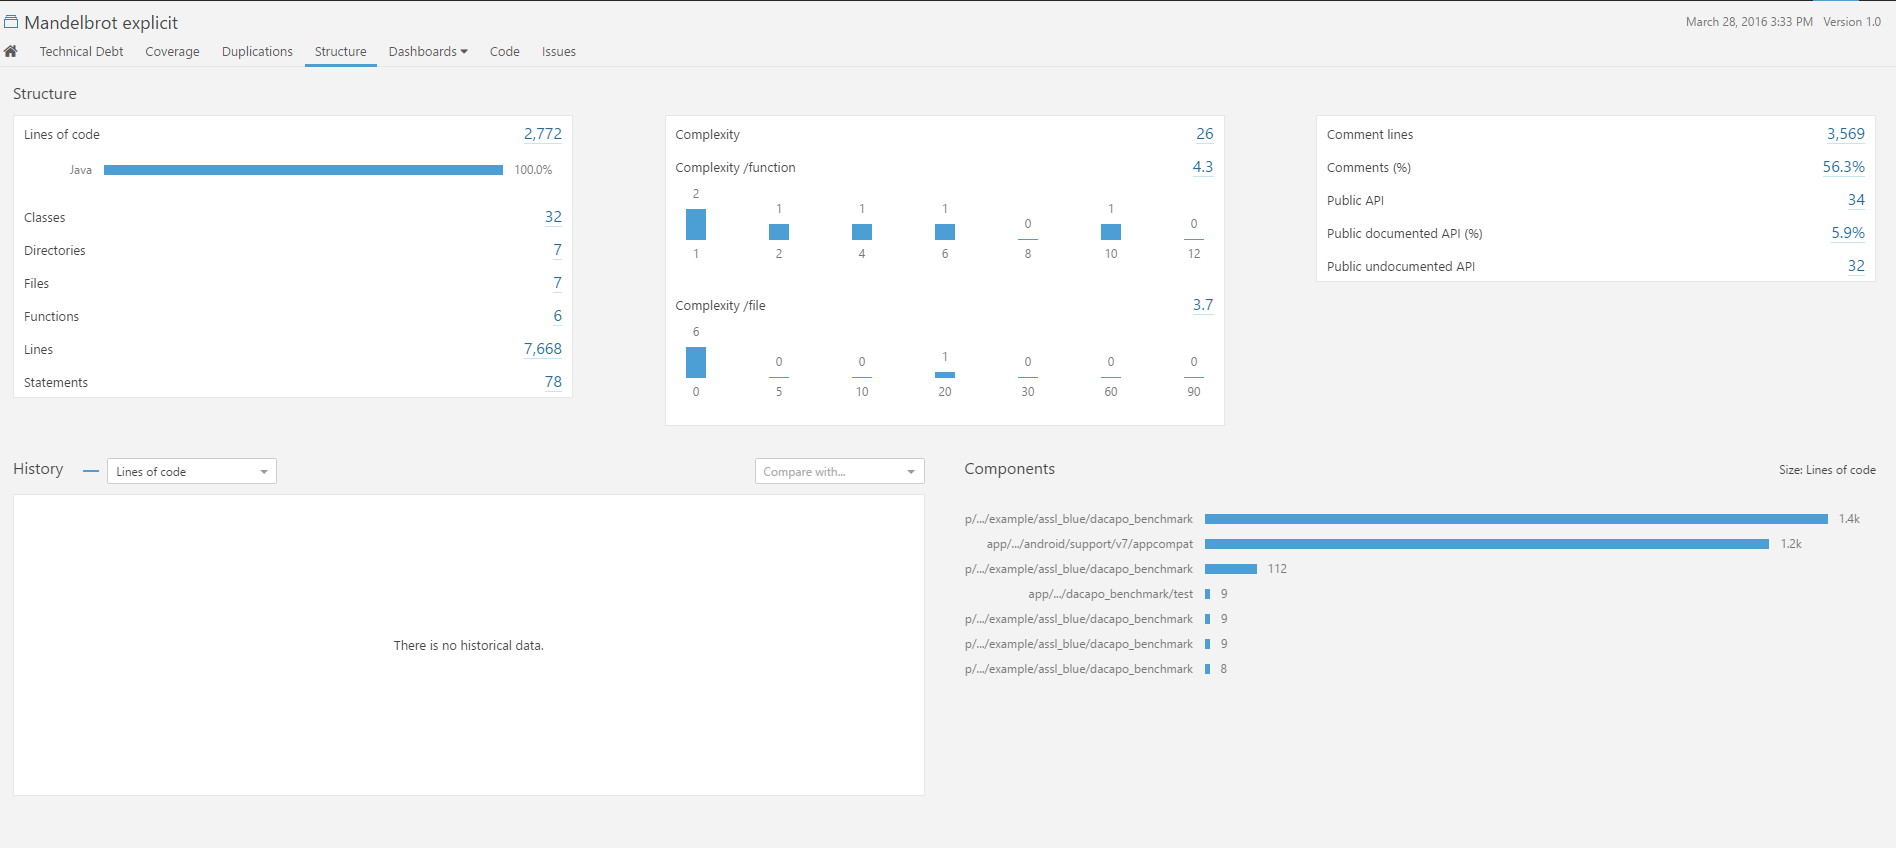 Mandelbrot explicit
March 28, 2016 3:33 PM Version 1.0
Technical Debt Coverage Duplications Structure Dashboards Code Issues
Structure
Lines of code 2,772
Java 100.0%
Classes 32
Directories 7
Files 7
Functions 6
Lines 7,668
Statements 78
Complexity 26
Complexity /function 4.3
2 1 1 1 0 1 0
1 2 4 6 8 10 12
Complexity /file 3.7
6 0 0 1 0 0 0
0 5 10 20 30 60 90
Comment lines 3,569
Comments (%) 56.3%
Public API 34
Public documented API (%) 5.9%
Public undocumented API 32
History Lines of code Compare with...
There is no historical data.
Components Size: Lines of code
p/.../example/assl_blue/dacapo_benchmark 1.4k
app/.../android/support/v7/appcompat 1.2k
p/.../example/assl_blue/dacapo_benchmark 112
app/.../dacapo_benchmark/test 9
p/.../example/assl_blue/dacapo_benchmark 9
p/.../example/assl_blue/dacapo_benchmark 9
p/.../example/assl_blue/dacapo_benchmark 8